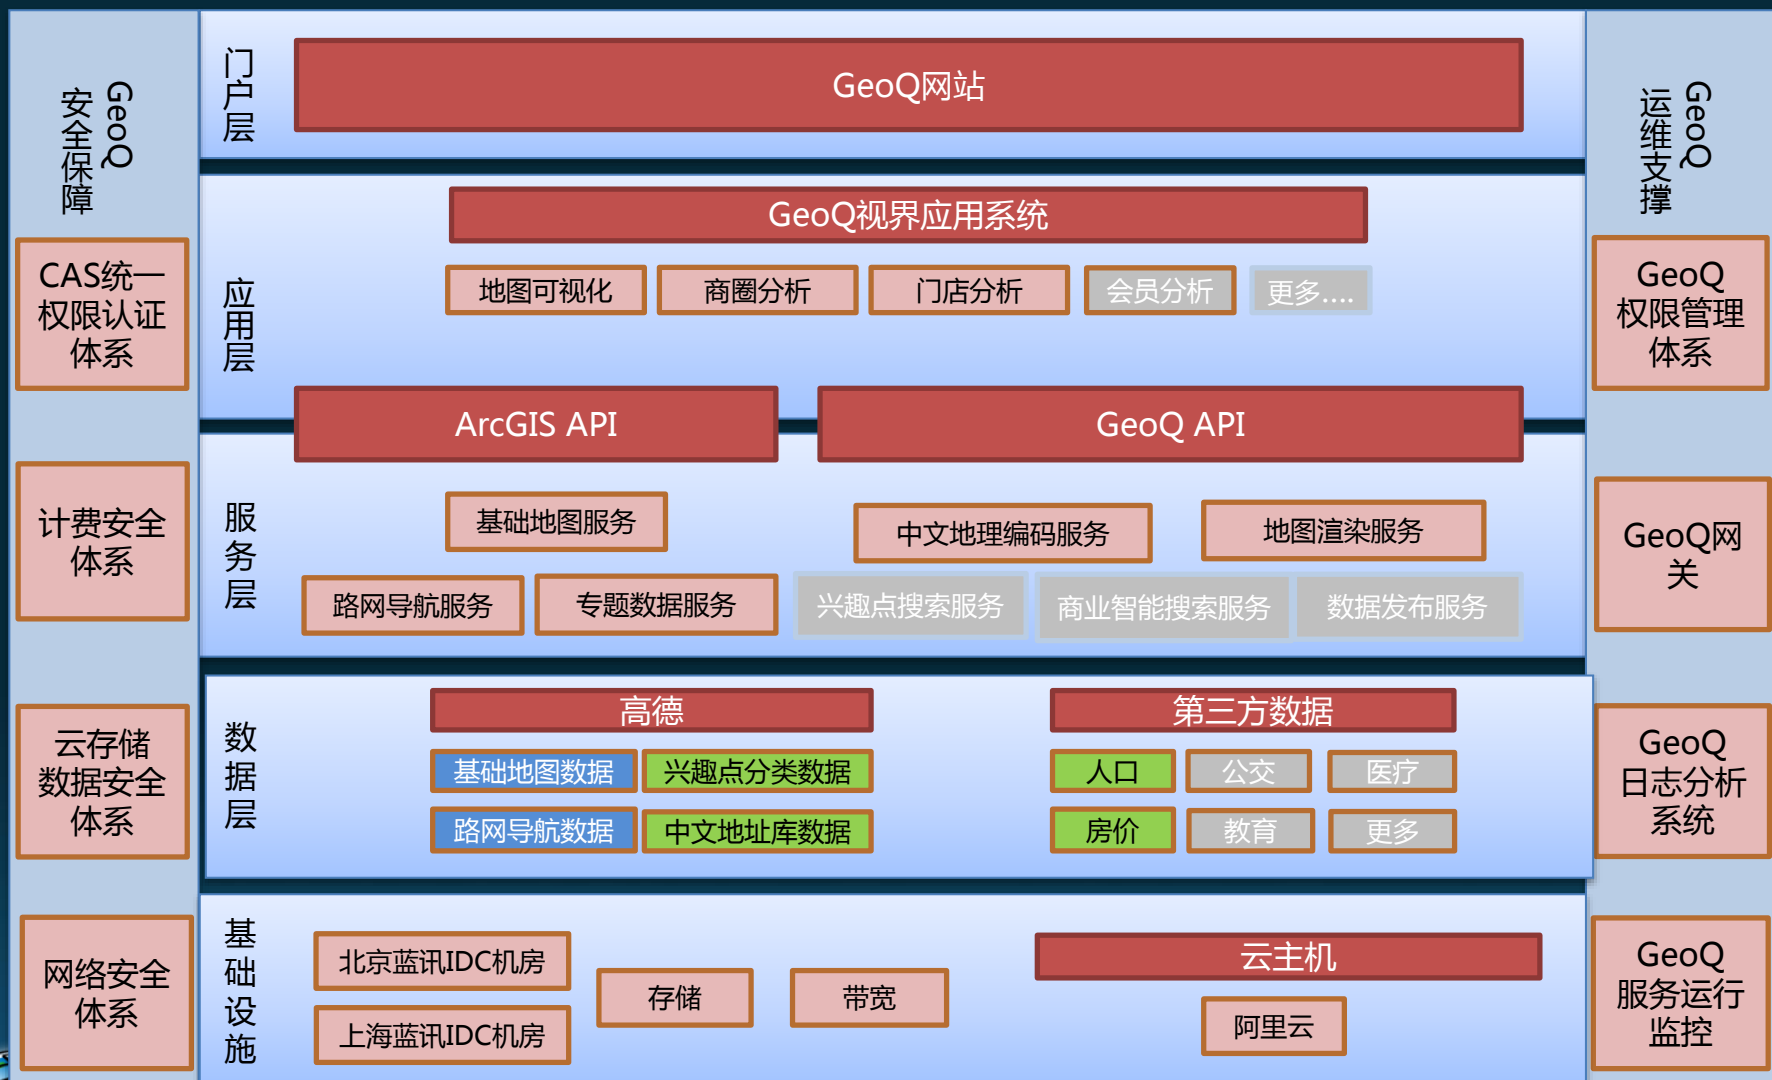 GeoQ
安全保障
CAS统一
权限认证
体系
计费安全
体系
云存储
数据安全
体系
网络安全
体系
门户层
GeoQ网站
应用层
GeoQ视界应用系统
地图可视化
商圈分析
门店分析
会员分析
更多....
ArcGIS API
GeoQ API
服务层
基础地图服务
中文地理编码服务
地图渲染服务
路网导航服务
专题数据服务
兴趣点搜索服务
商业智能搜索服务
数据发布服务
数据层
高德
第三方数据
基础地图数据
兴趣点分类数据
人口
公交
医疗
路网导航数据
中文地址库数据
房价
教育
更多
基础设施
北京蓝讯IDC机房
上海蓝讯IDC机房
存储
带宽
云主机
阿里云
GeoQ
运维支撑
GeoQ
权限管理
体系
GeoQ网
关
GeoQ
日志分析
系统
GeoQ
服务运行
监控